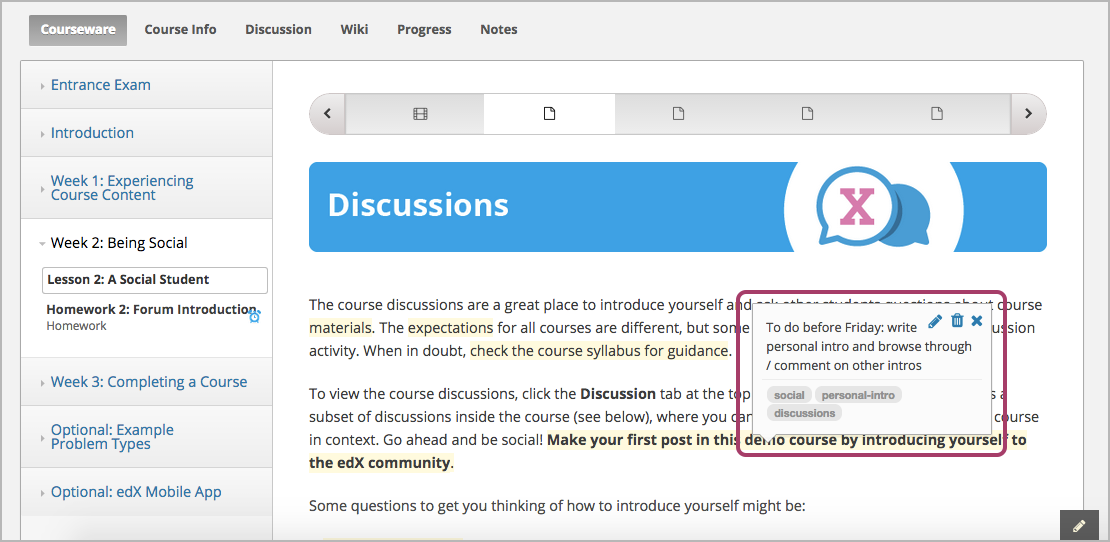 Courseware
Course Info
Discussion
Wiki
Progress
Notes
Entrance Exam
Introduction
Week 1: Experiencing
Course Content
Week 2: Being Social
Lesson 2: A Social Student
Homework 2: Forum Introduction
Homework
Week 3: Completing a Course
Optional: Example
Problem Types
Optional: edX Mobile App
Discussions
X
The course discussions are a great place to introduce yourself and ask other students questions about course
materials. The expectations for all courses are different, but some
activity. When in doubt, check the course syllabus for guidance.
To view the course discussions, click the Discussion tab at the top
subset of discussions inside the course (see below), where you can course
in context. Go ahead and be social! Make your first post in this demo course by introducing yourself to
the edX community.
Some questions to get you thinking of how to introduce yourself might be:
To do before Friday: write
personal intro and browse through
/ comment on other intros
social personal-intro
discussions